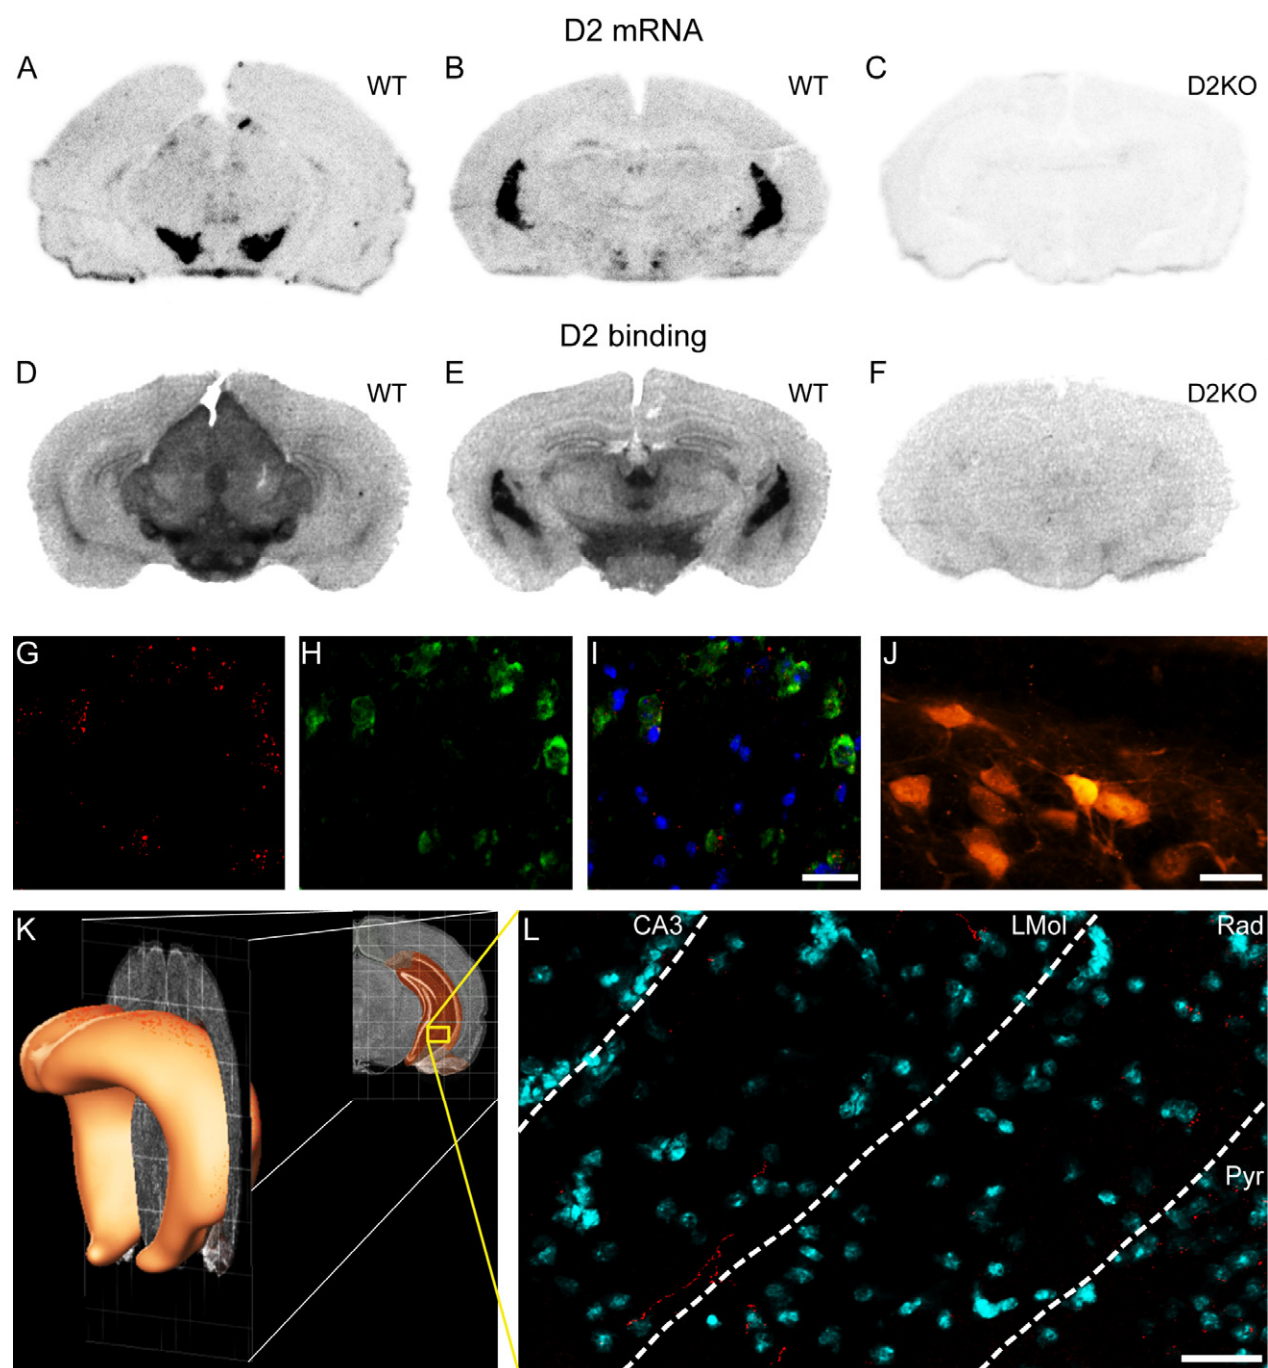 D2 mRNA
A WT
B WT
C D2KO
D2 binding
D WT
E WT
F D2KO
G H I J
K L CA3 LMol Rad
Pyr